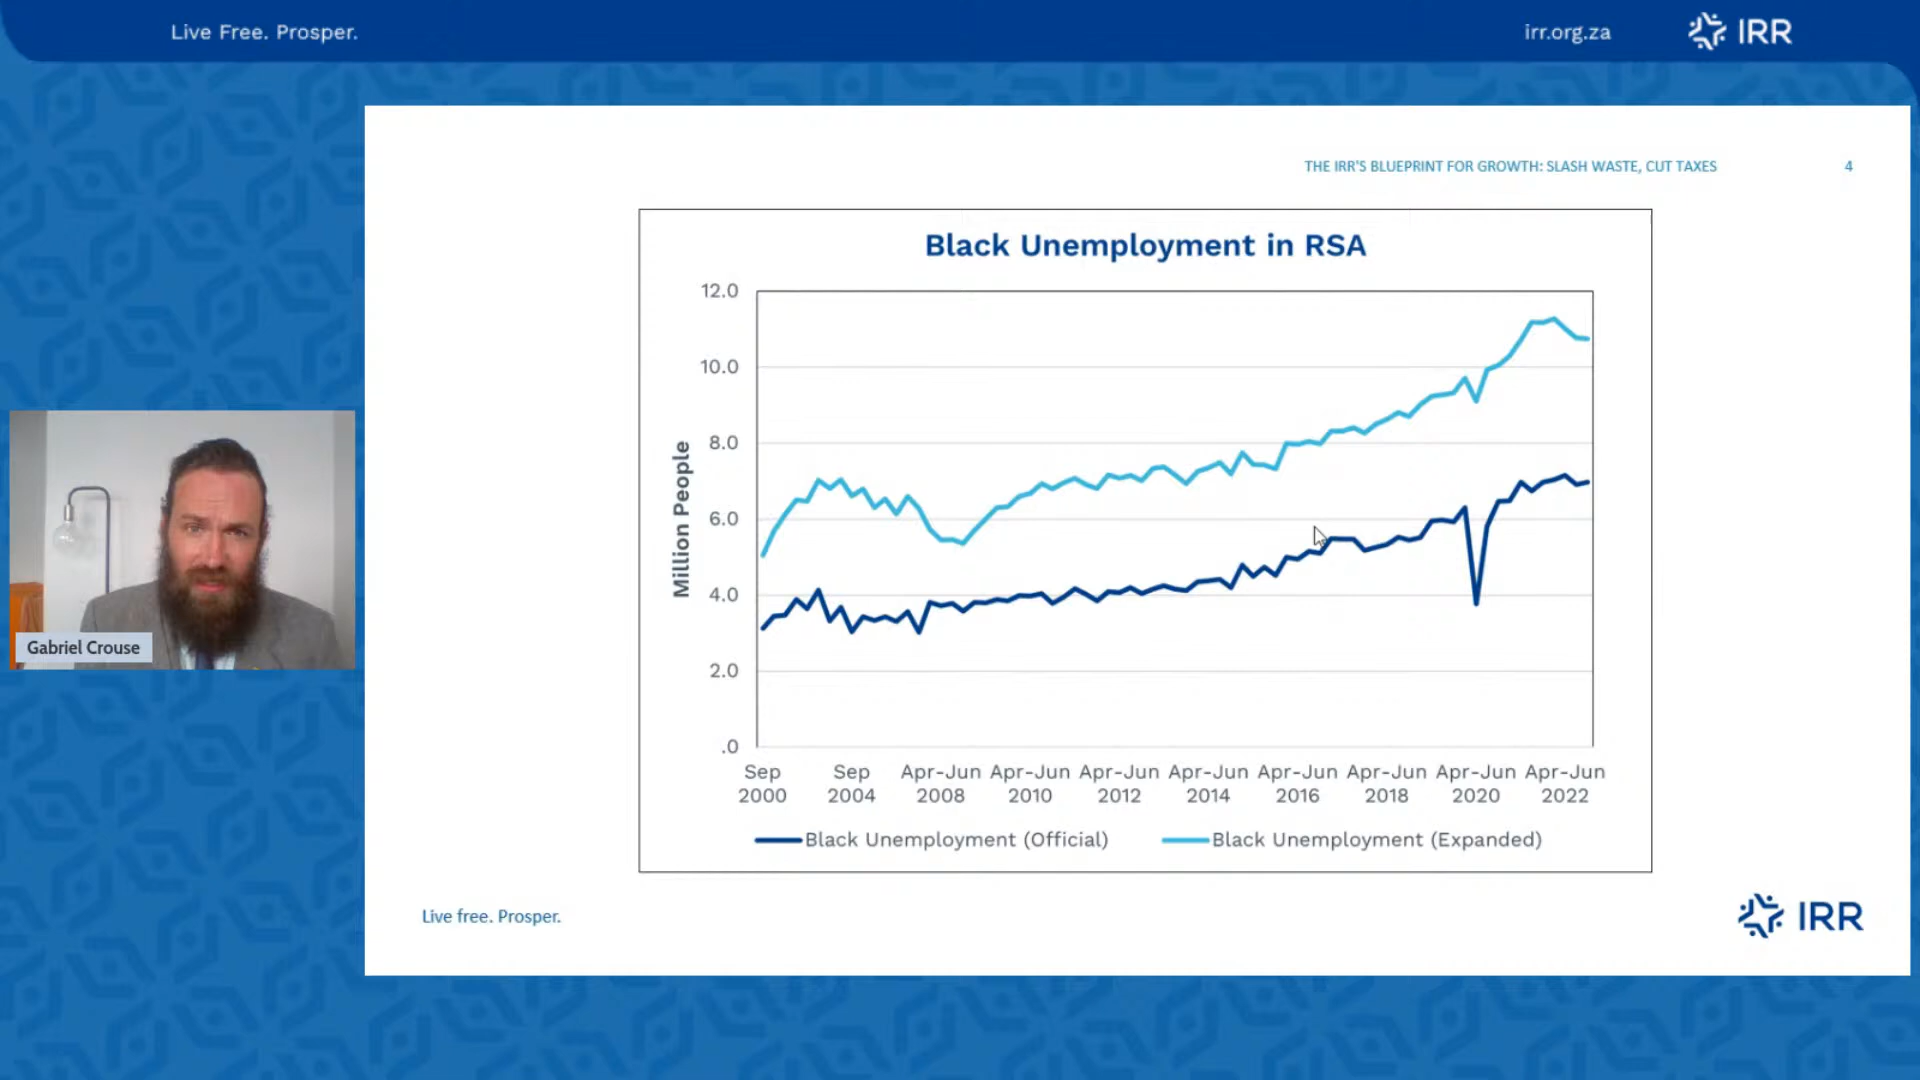 Live Free. Prosper.
irr.org.za
IRR
THE IRR'S BLUEPRINT FOR GROWTH: SLASH WASTE, CUT TAXES
4
Black Unemployment in RSA
Million People
12.0
10.0
8.0
6.0
4.0
2.0
.0
Sep 2000
Sep 2004
Apr-Jun 2008
Apr-Jun 2010
Apr-Jun 2012
Apr-Jun 2014
Apr-Jun 2016
Apr-Jun 2018
Apr-Jun 2020
Apr-Jun 2022
Black Unemployment (Official)
Black Unemployment (Expanded)
Gabriel Crouse
Live free. Prosper.
IRR